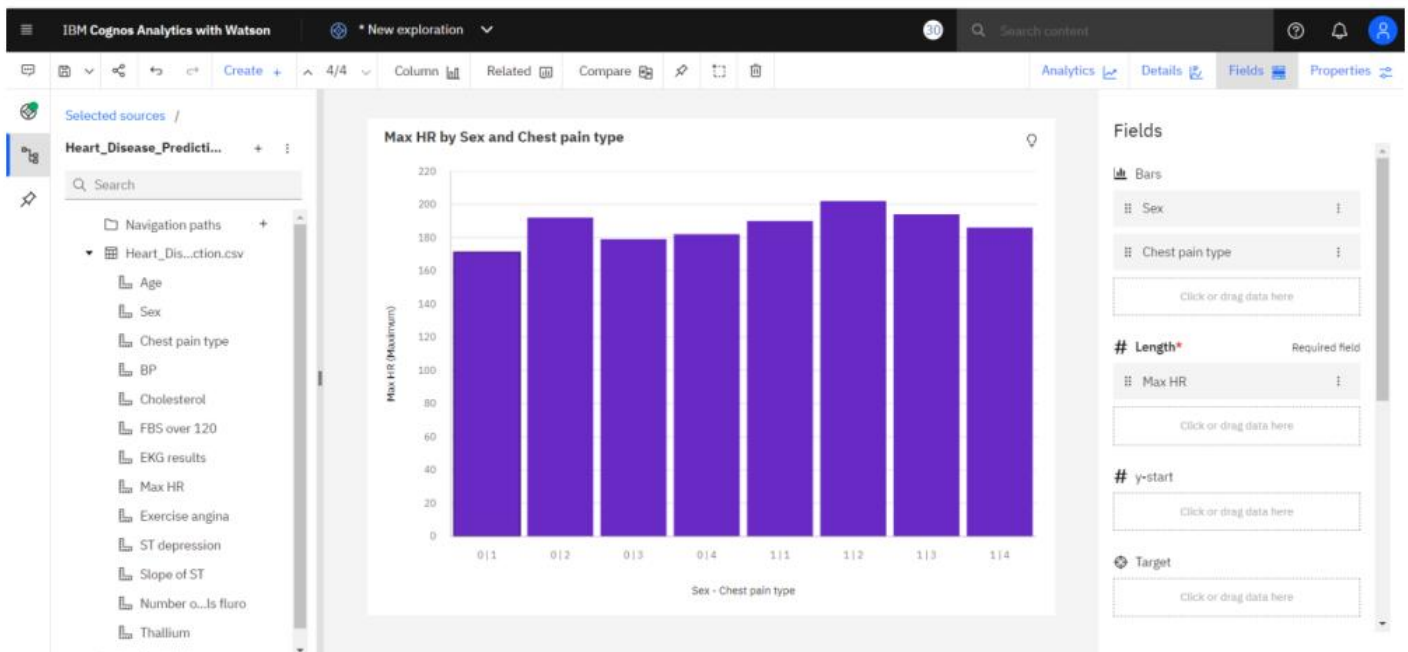 IBM Cognos Analytics with Watson
* New exploration
30
Search content
Create +
4/4
Column
Related
Compare
Analytics
Details
Fields
Properties
Selected sources /
Heart_Disease_Predicti...
Search
Navigation paths
Heart_Dis...ction.csv
Age
Sex
Chest pain type
BP
Cholesterol
FBS over 120
EKG results
Max HR
Exercise angina
ST depression
Slope of ST
Number o...ls fluro
Thallium
Max HR by Sex and Chest pain type
Max HR (Maximum)
220
200
180
160
140
120
100
80
60
40
20
0
0|1 0|2 0|3 0|4 1|1 1|2 1|3 1|4
Sex - Chest pain type
Fields
Bars
Sex
Chest pain type
Click or drag data here
# Length* Required field
Max HR
Click or drag data here
# y-start
Click or drag data here
Target
Click or drag data here